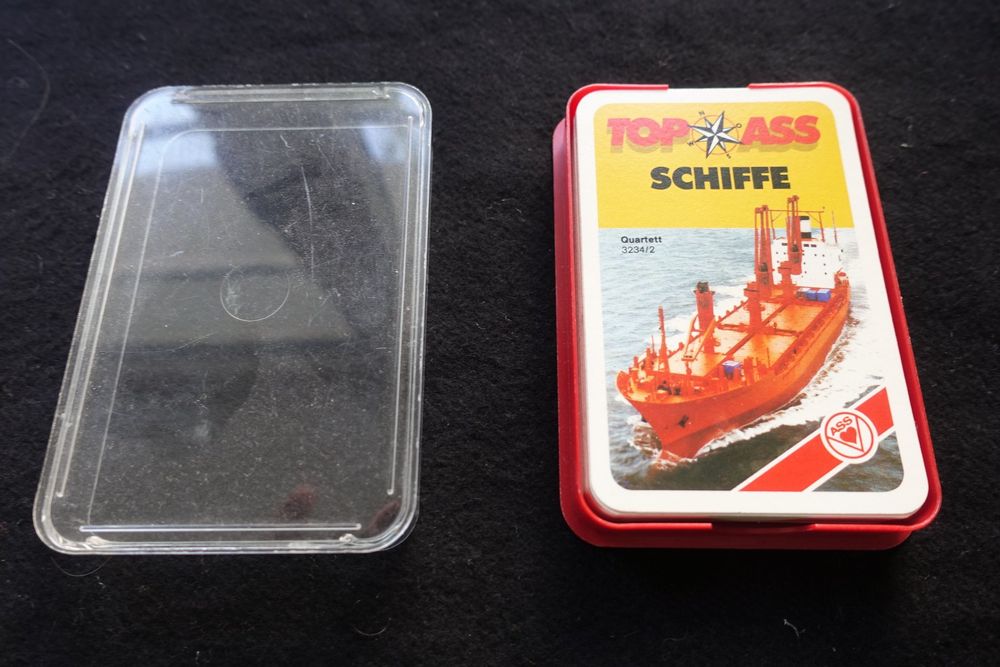 TOP ASS
SCHIFFE
Quartett
3234/2
ASS